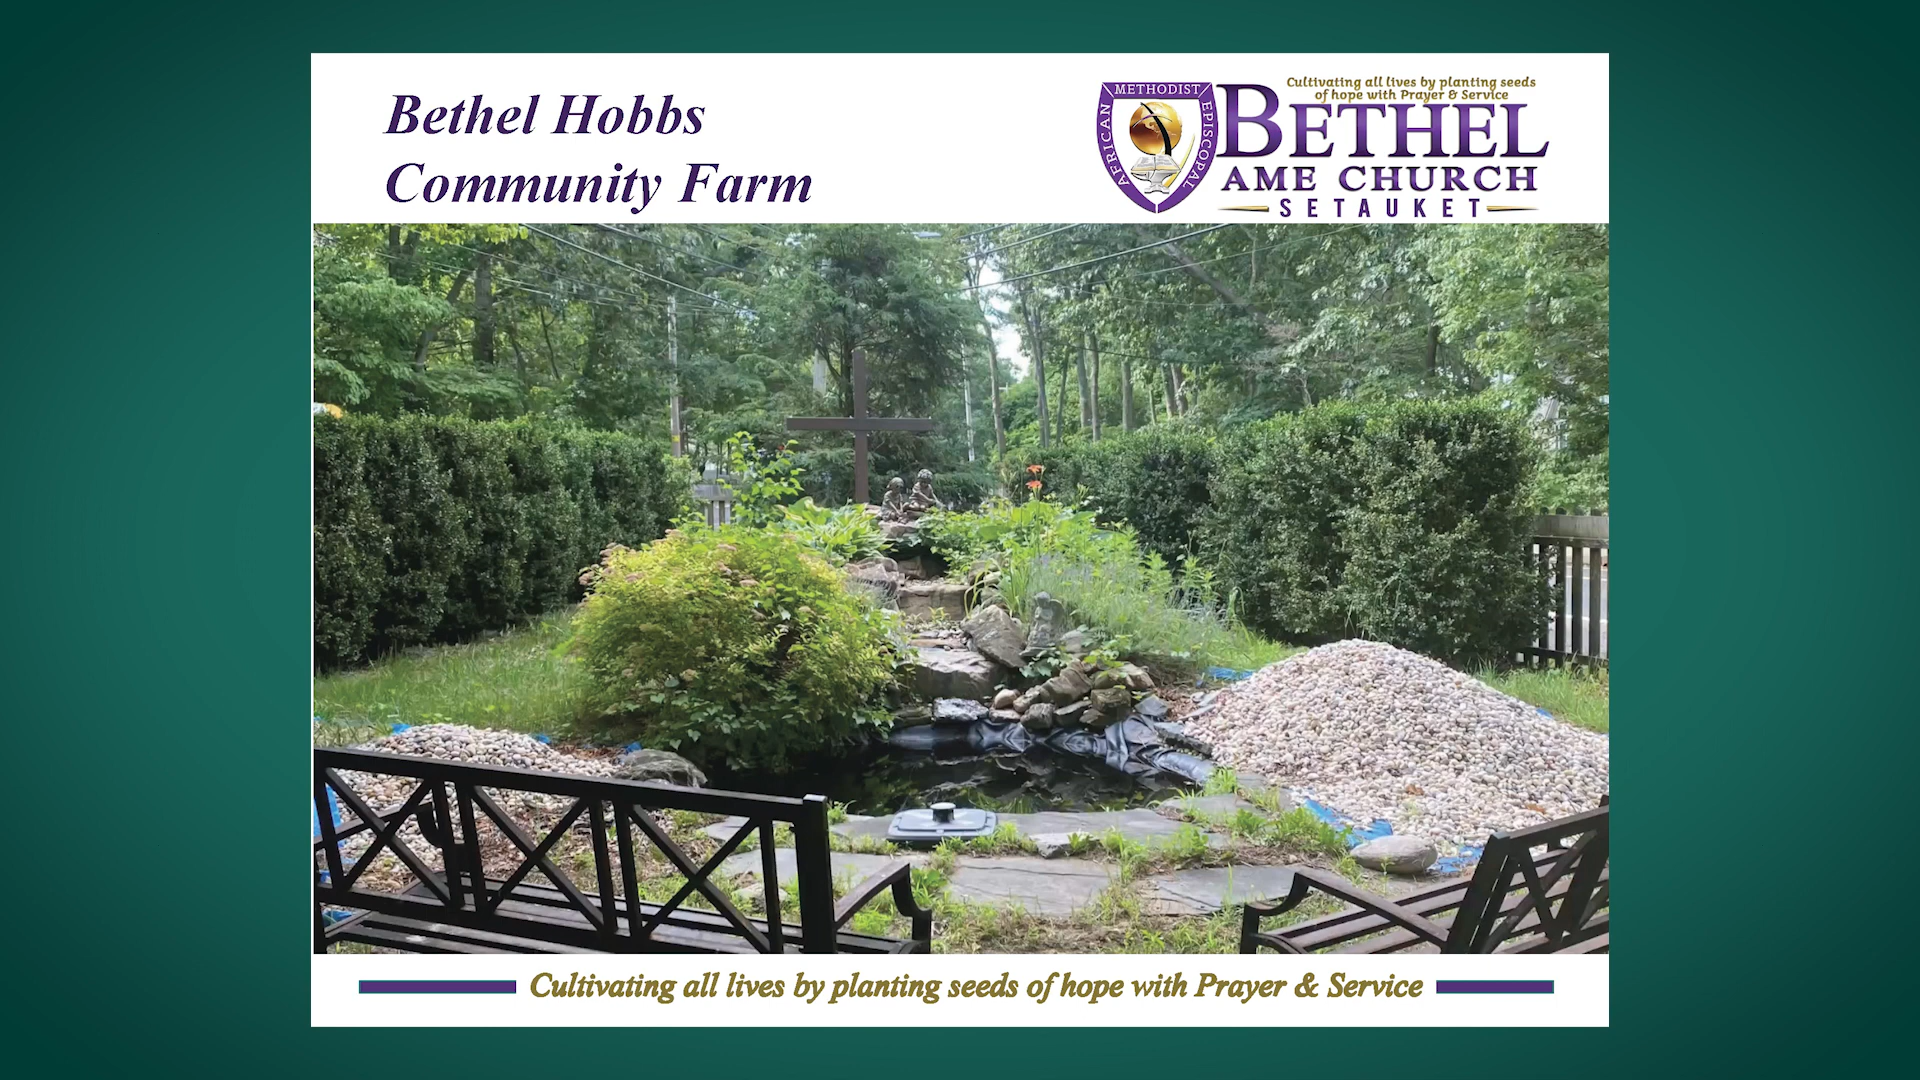 Bethel Hobbs
Community Farm
METHODIST
AFRICAN
EPISCOPAL
Cultivating all lives by planting seeds
of hope with Prayer & Service
BETHEL
AME CHURCH
SETAUKET
Cultivating all lives by planting seeds of hope with Prayer & Service